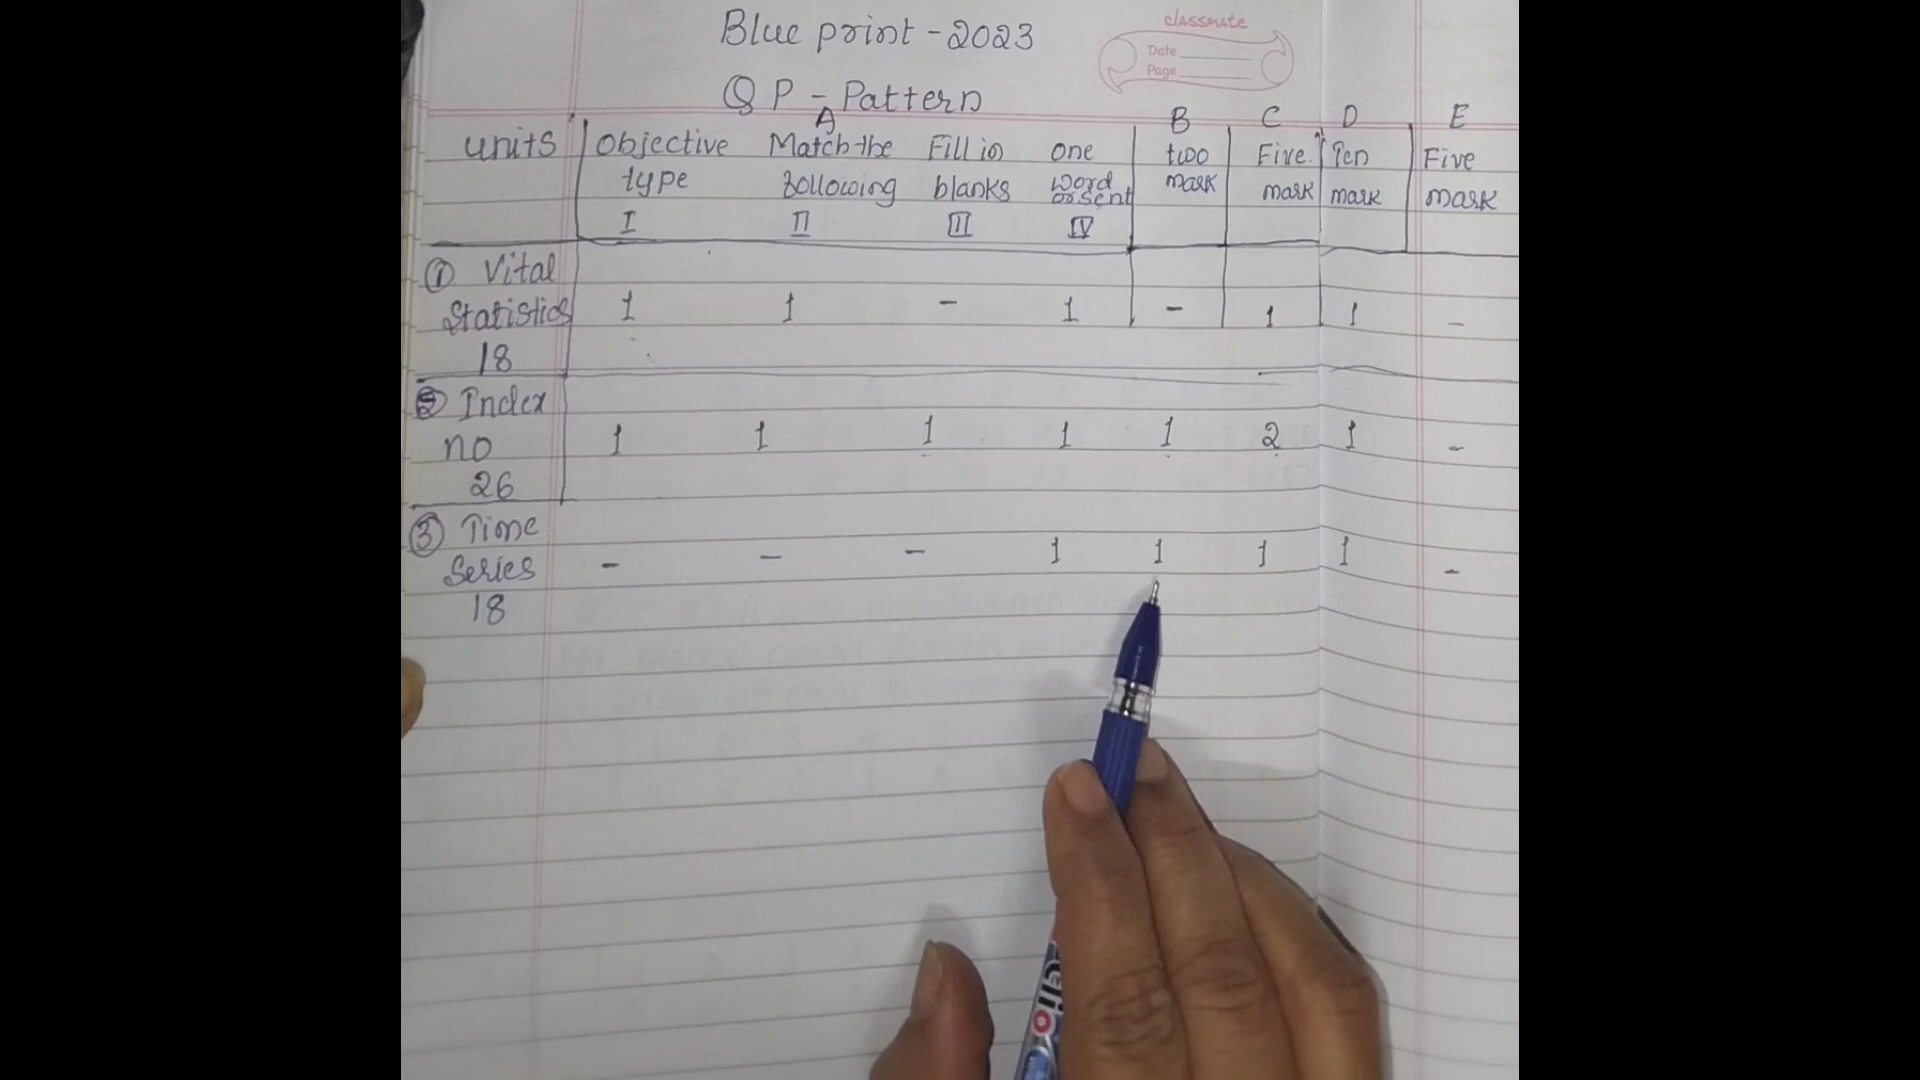 Blue print - 2023
classmate
Date
Page
QP - Pattern
A B C D E
units Objective Match the Fill in one two Five Ten Five
type following blanks word mark mark mark mark
or sent
I II III IV
① Vital
Statistics 1 1 - 1 - 1 1 -
18
② Index
no 1 1 1 1 1 2 1 -
26
③ Time
Series - - - 1 1 1 1 -
18